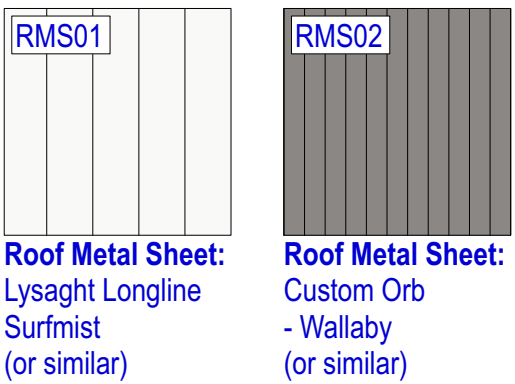 RMS01
Roof Metal Sheet:
Lysaght Longline
Surfmist
(or similar)
RMS02
Roof Metal Sheet:
Custom Orb
- Wallaby
(or similar)